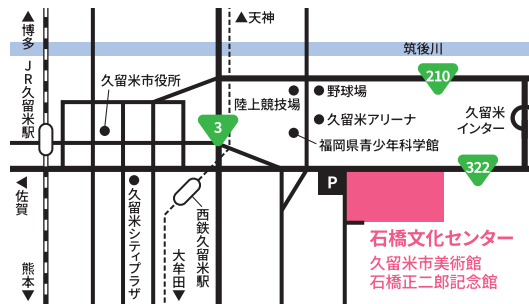 ▲天神
▲博多
筑後川
JR久留米駅
久留米市役所
210
野球場
陸上競技場
久留米アリーナ
福岡県青少年科学館
久留米
インター
3
322
P
◀佐賀
久留米シティプラザ
西鉄久留米駅
石橋文化センター
久留米市美術館
石橋正二郎記念館
熊本▼
大牟田▼